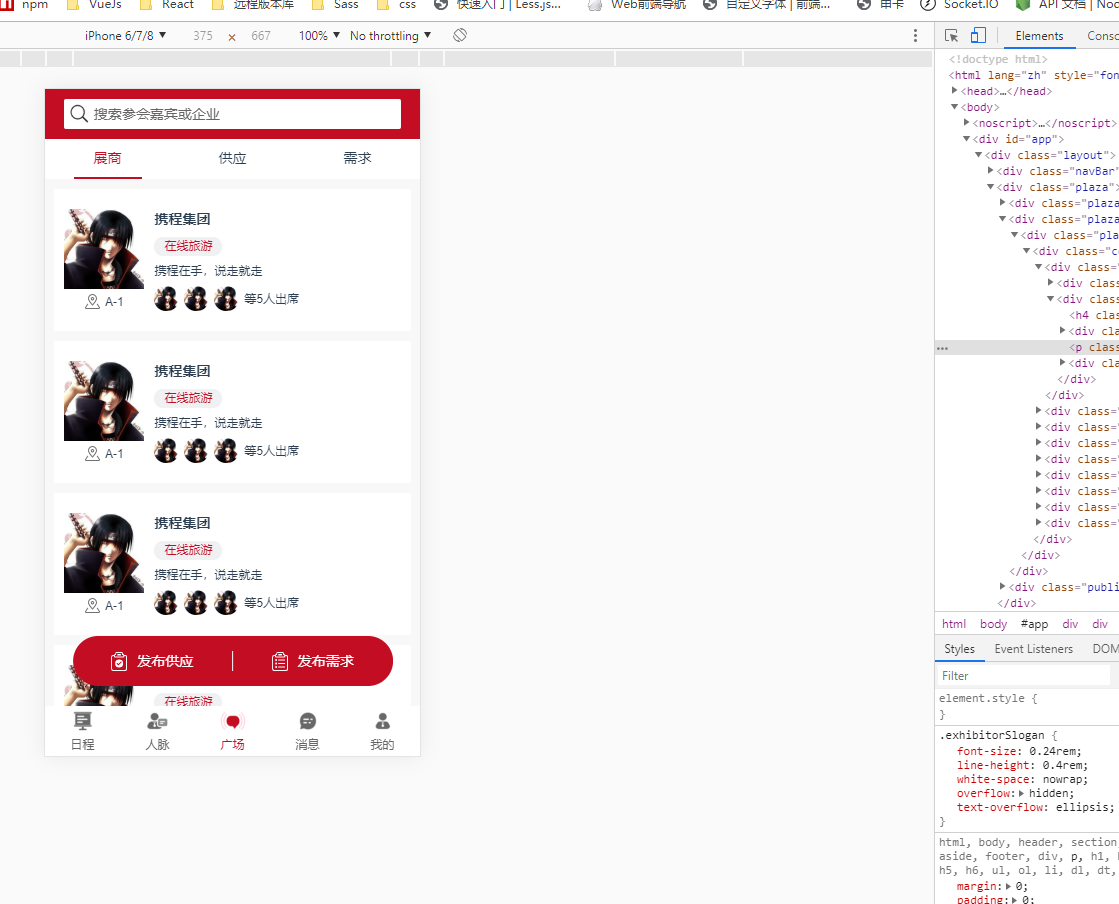 npm VueJs React 远程版本库 Sass css 快速入门 | Less.js... Web前端导航 自定义字体 | 前端... 申卡 Socket.IO API 文档 | Nod
iPhone 6/7/8 ▼ 375 × 667 100% ▼ No throttling ▼
Elements Conso
搜索参会嘉宾或企业
展商 供应 需求
携程集团
在线旅游
携程在手，说走就走
A-1 等5人出席
携程集团
在线旅游
携程在手，说走就走
A-1 等5人出席
携程集团
在线旅游
携程在手，说走就走
A-1 等5人出席
发布供应 发布需求
在线旅游
日程 人脉 广场 消息 我的
<!doctype html>
<html lang="zh" style="fon
<head>…</head>
<body>
<noscript>…</noscript>
<div id="app">
<div class="layout">
<div class="navBar"
<div class="plaza">
<div class="plaza
<div class="plaza
<div class="pla
<div class="c
<div class="
<div class
<div class
<h4 clas
<div cla
... <p class
<div cla
</div>
</div>
<div class="
<div class="
<div class="
<div class="
<div class="
<div class="
<div class="
<div class="
</div>
</div>
</div>
<div class="publi
</div>
html body #app div div
Styles Event Listeners DOM
Filter
element.style {
}
.exhibitorSlogan {
font-size: 0.24rem;
line-height: 0.4rem;
white-space: nowrap;
overflow: hidden;
text-overflow: ellipsis;
}
html, body, header, section
aside, footer, div, p, h1,
h5, h6, ul, ol, li, dl, dt,
margin: 0;
padding: 0;